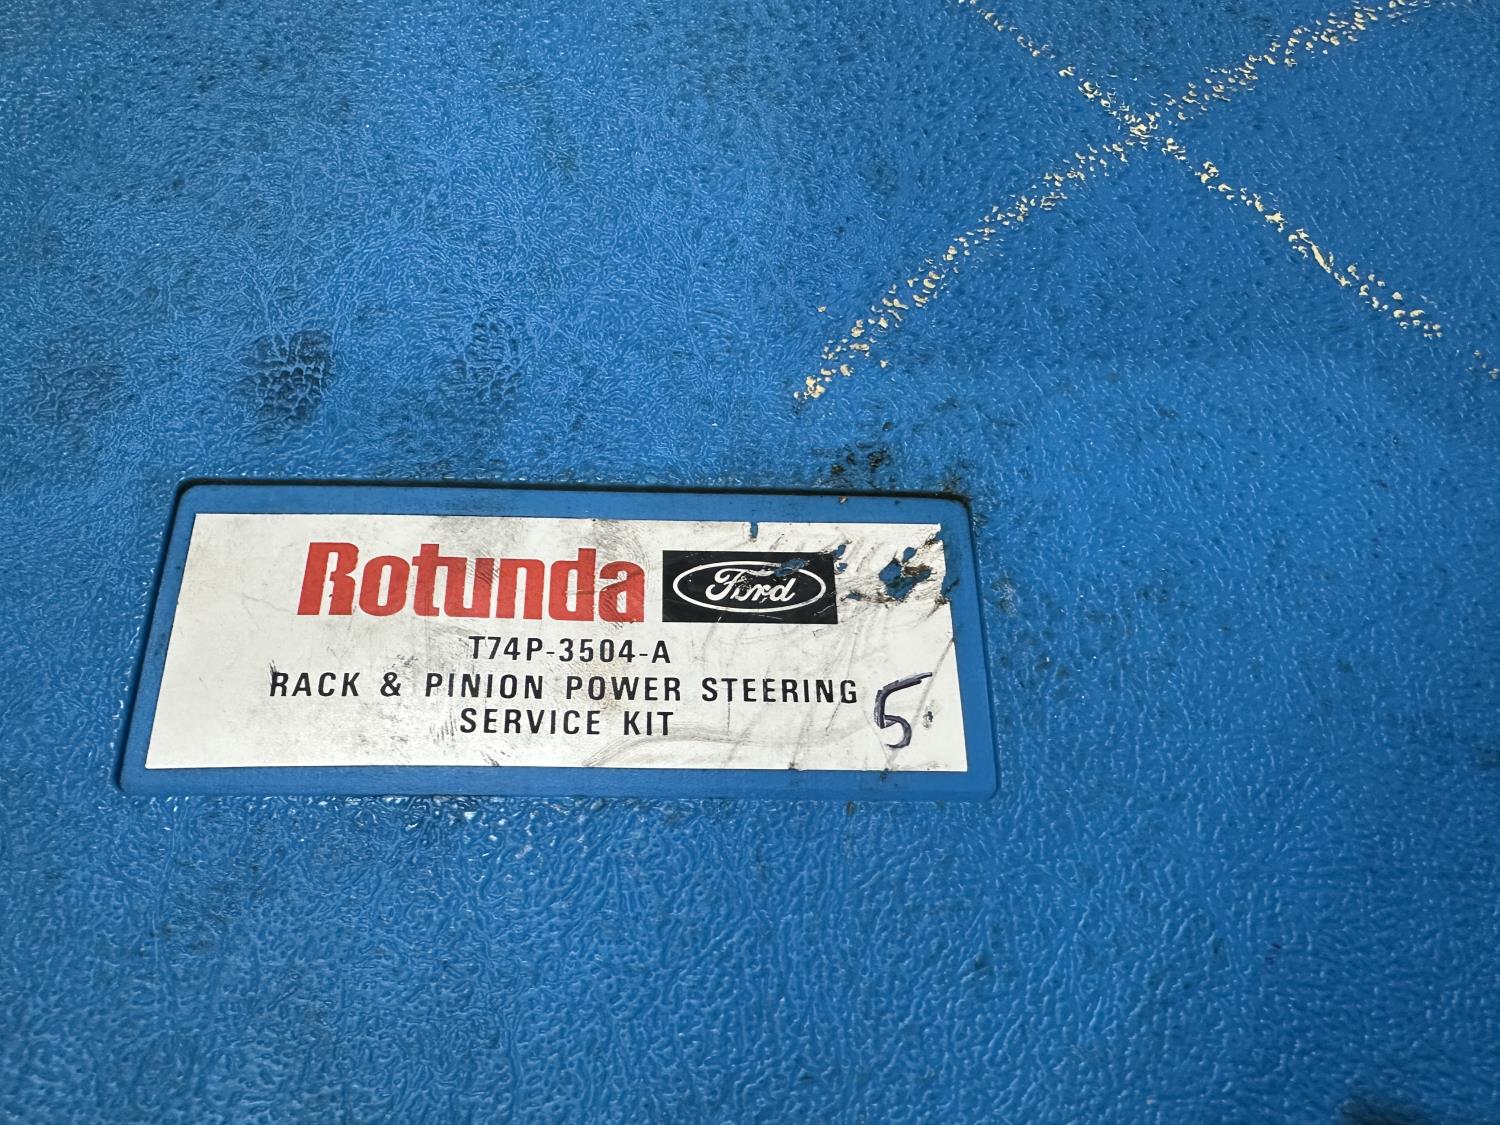 Rotunda Ford
T74P-3504-A
RACK & PINION POWER STEERING
SERVICE KIT
5